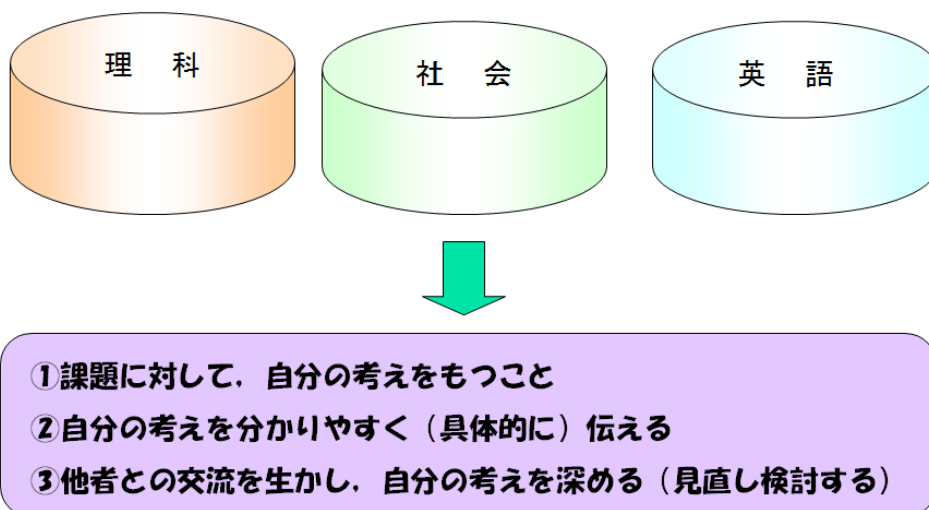 理　科
社　会
英　語
①課題に対して，自分の考えをもつこと
②自分の考えを分かりやすく（具体的に）伝える
③他者との交流を生かし，自分の考えを深める（見直し検討する）